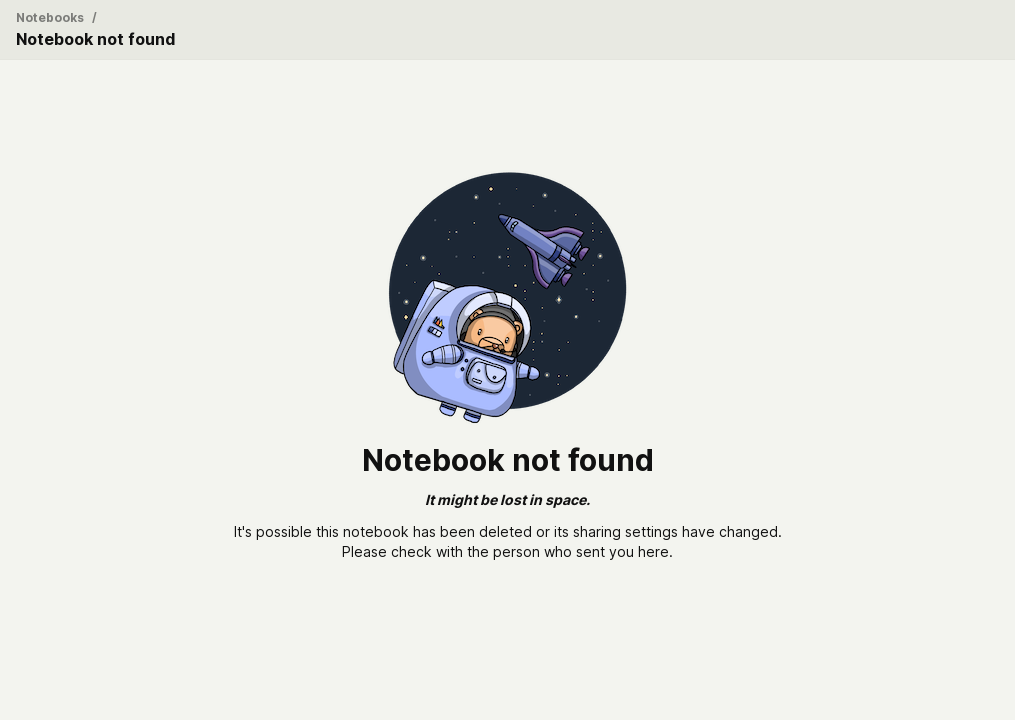 Notebooks /
Notebook not found
Notebook not found
It might be lost in space.
It's possible this notebook has been deleted or its sharing settings have changed.
Please check with the person who sent you here.